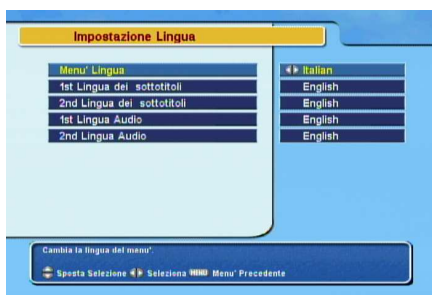 Impostazione Lingua
Menu' Lingua Italian
1st Lingua dei sottotitoli English
2nd Lingua dei sottotitoli English
1st Lingua Audio English
2nd Lingua Audio English
Cambia la lingua del menu'.
Sposta Selezione Seleziona MENU Menu' Precedente